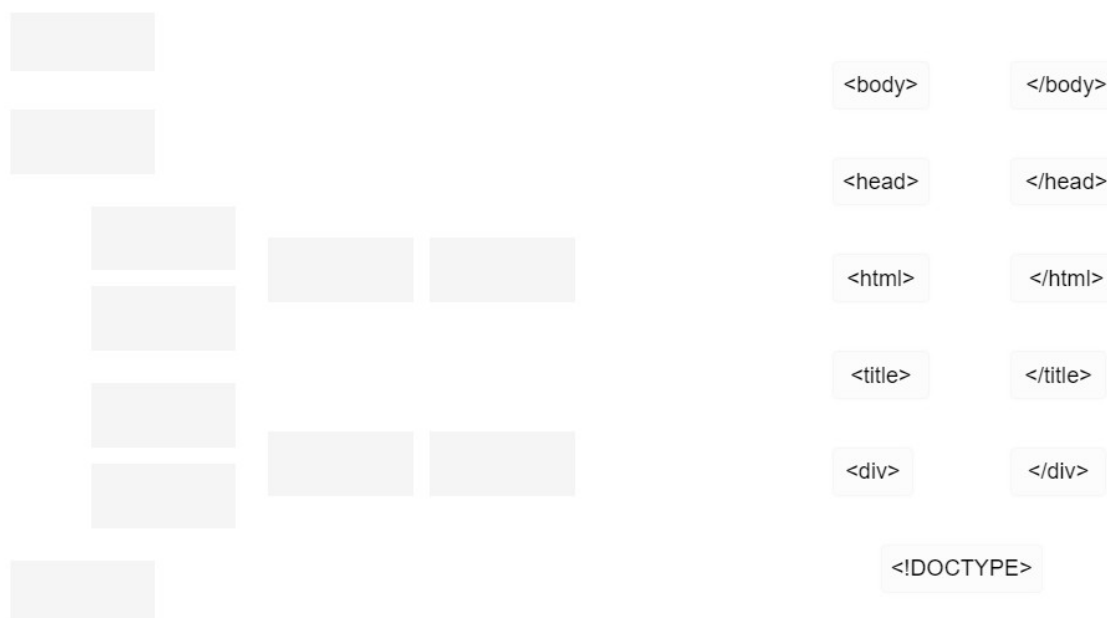 <body> </body>
<head> </head>
<html> </html>
<title> </title>
<div> </div>
<!DOCTYPE>